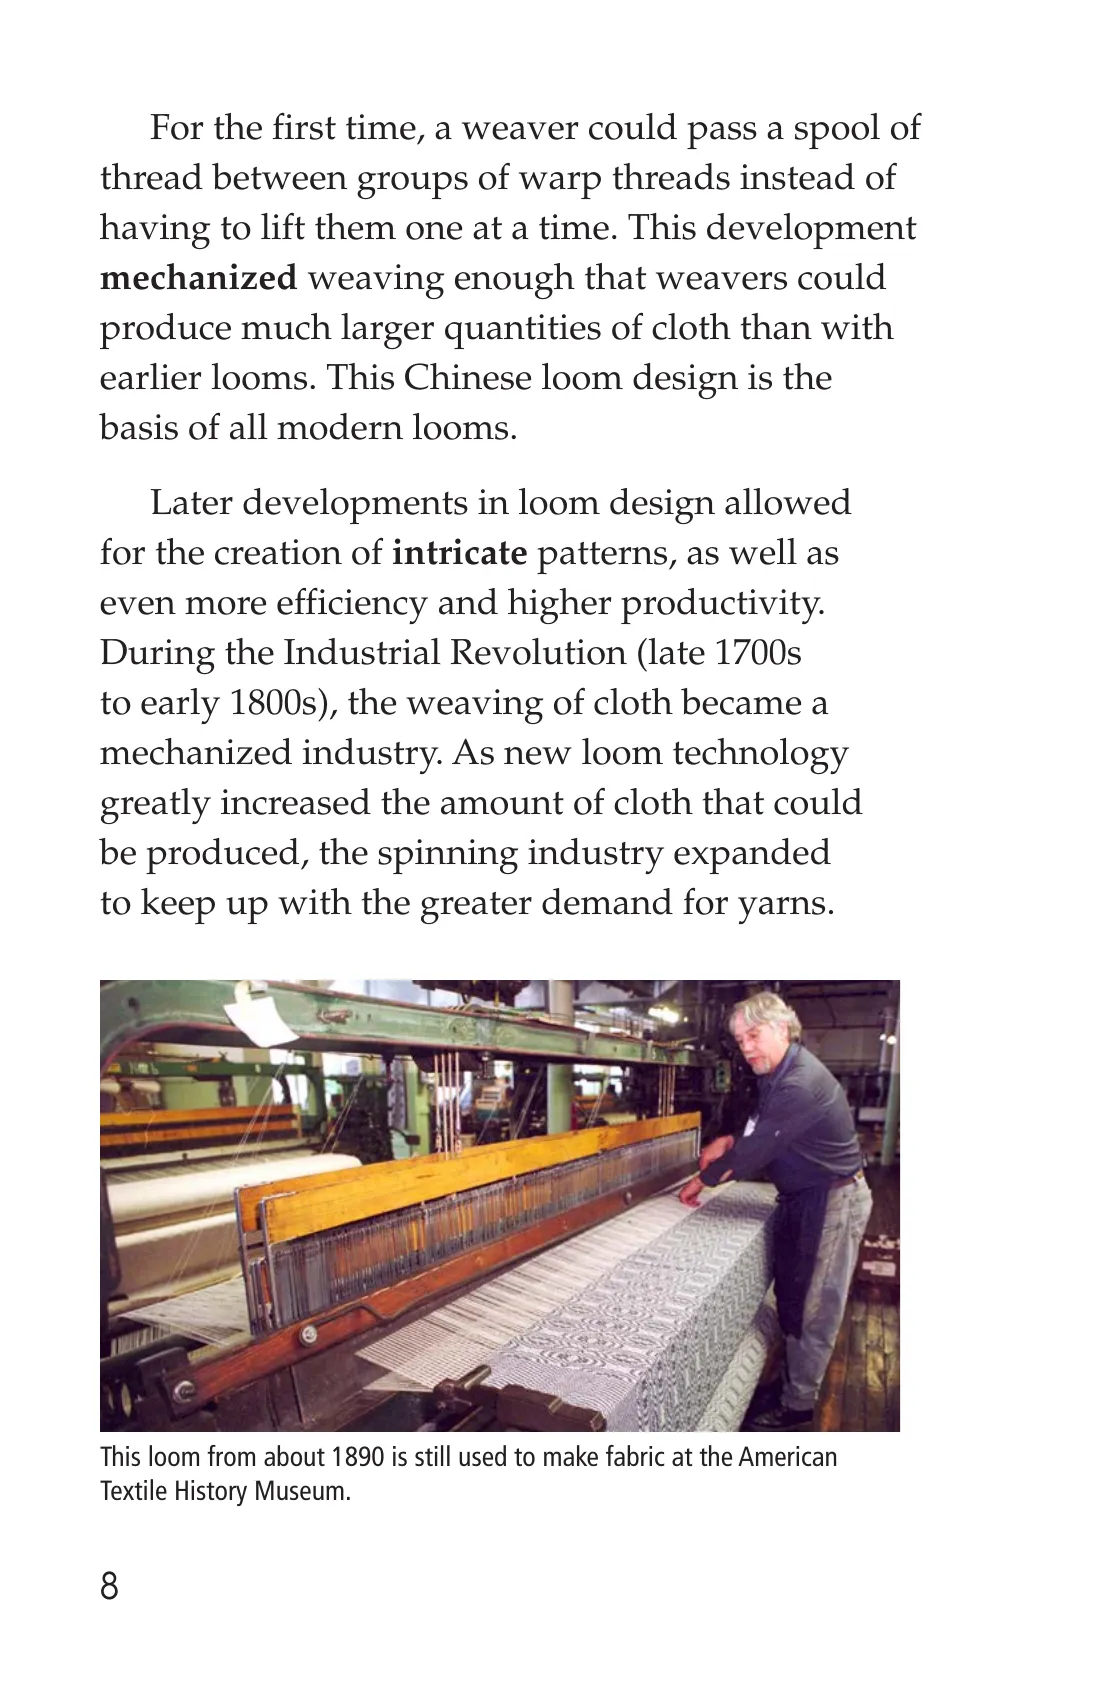 For the first time, a weaver could pass a spool of
thread between groups of warp threads instead of
having to lift them one at a time. This development
mechanized weaving enough that weavers could
produce much larger quantities of cloth than with
earlier looms. This Chinese loom design is the
basis of all modern looms.
Later developments in loom design allowed
for the creation of intricate patterns, as well as
even more efficiency and higher productivity.
During the Industrial Revolution (late 1700s
to early 1800s), the weaving of cloth became a
mechanized industry. As new loom technology
greatly increased the amount of cloth that could
be produced, the spinning industry expanded
to keep up with the greater demand for yarns.
This loom from about 1890 is still used to make fabric at the American
Textile History Museum.
8